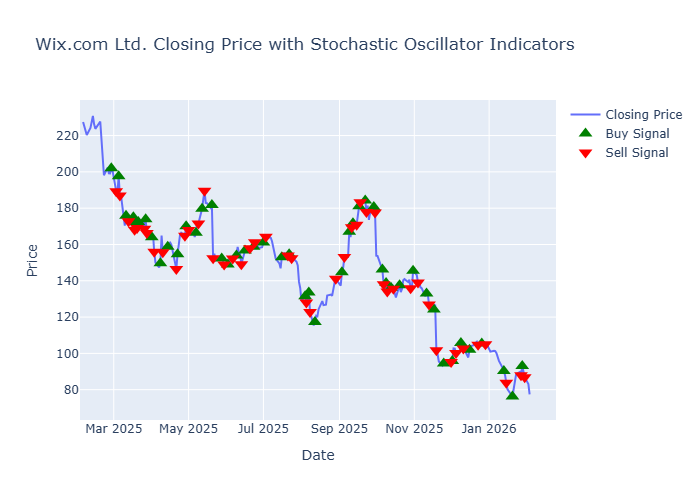 Wix.com Ltd. Closing Price with Stochastic Oscillator Indicators
Closing Price
Buy Signal
Sell Signal
Price
220
200
180
160
140
120
100
80
Mar 2025
May 2025
Jul 2025
Sep 2025
Nov 2025
Jan 2026
Date